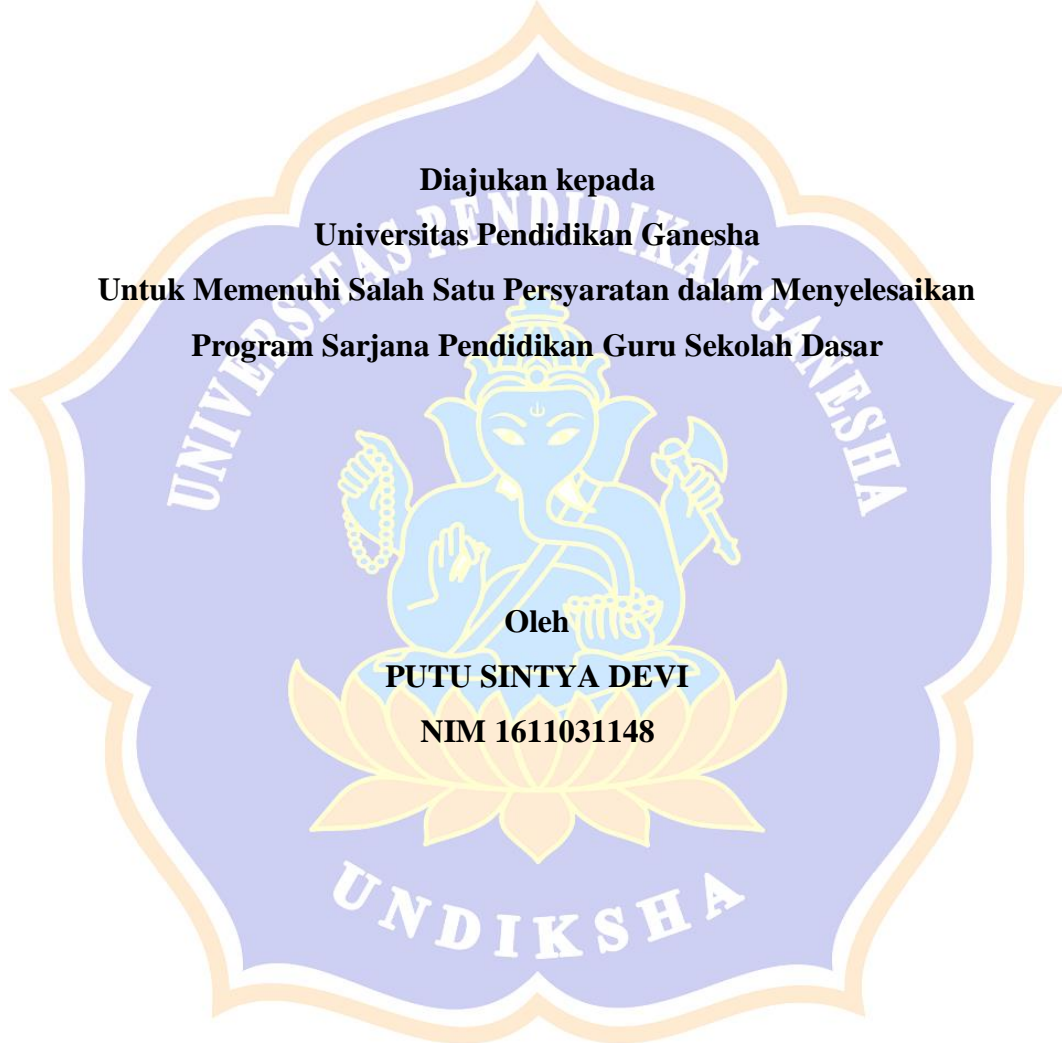 Diajukan kepada
Universitas Pendidikan Ganesha
Untuk Memenuhi Salah Satu Persyaratan dalam Menyelesaikan
Program Sarjana Pendidikan Guru Sekolah Dasar
UNIVERSITAS PENDIDIKAN GANESHA
Oleh
PUTU SINTYA DEVI
NIM 1611031148
UNDIKSHA